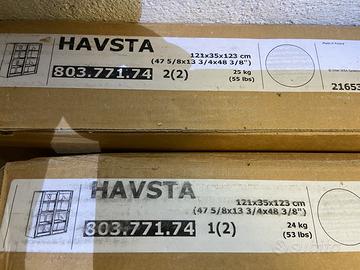 HAVSTA
121x35x123 cm
(47 5/8x13 3/4x48 3/8")
803.771.74 2(2)
25 kg
(55 lbs)
2165
HAVSTA
121x35x123 cm
(47 5/8x13 3/4x48 3/8")
803.771.74 1(2)
24 kg
(53 lbs)